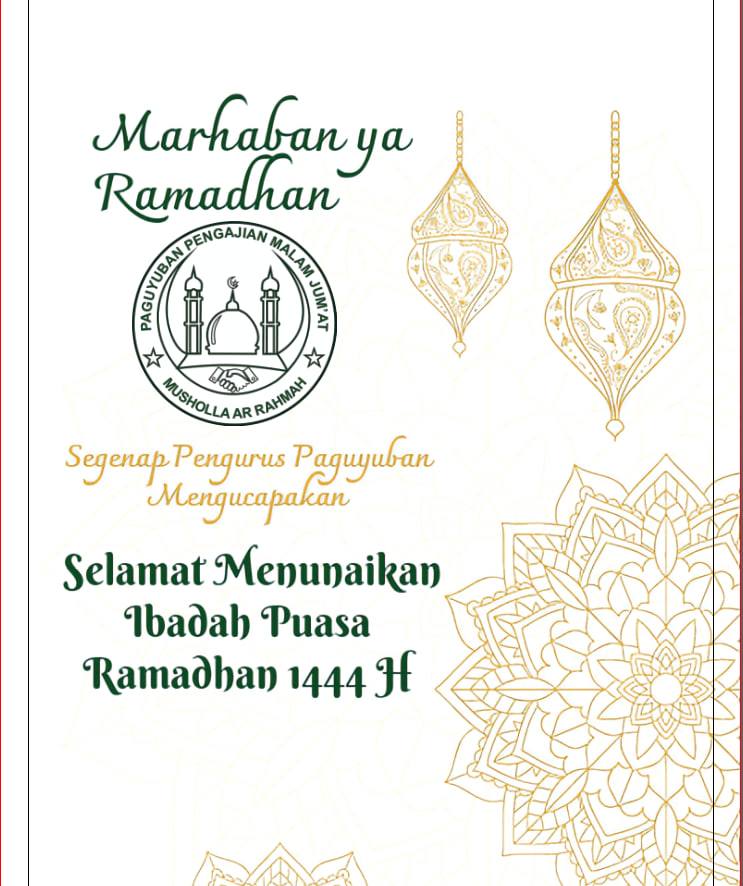 Marhaban ya
Ramadhan
PAGUYUBAN PENGAJIAN MALAM JUM'AT
MUSHOLLA AR RAHMAH
Segenap Pengurus Paguyuban
Mengucapakan
Selamat Menunaikan
Ibadah Puasa
Ramadhan 1444 H